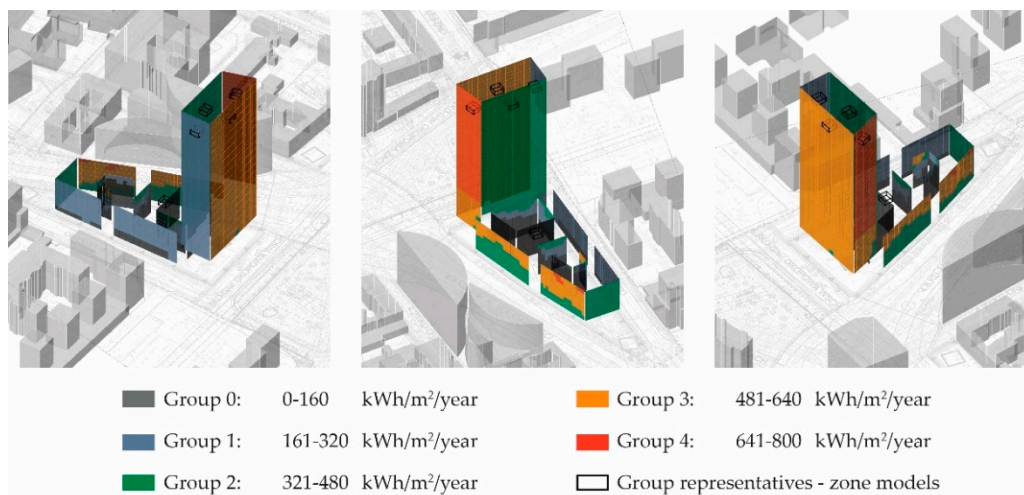 Group 0: 0-160 kWh/m²/year
Group 1: 161-320 kWh/m²/year
Group 2: 321-480 kWh/m²/year
Group 3: 481-640 kWh/m²/year
Group 4: 641-800 kWh/m²/year
Group representatives - zone models